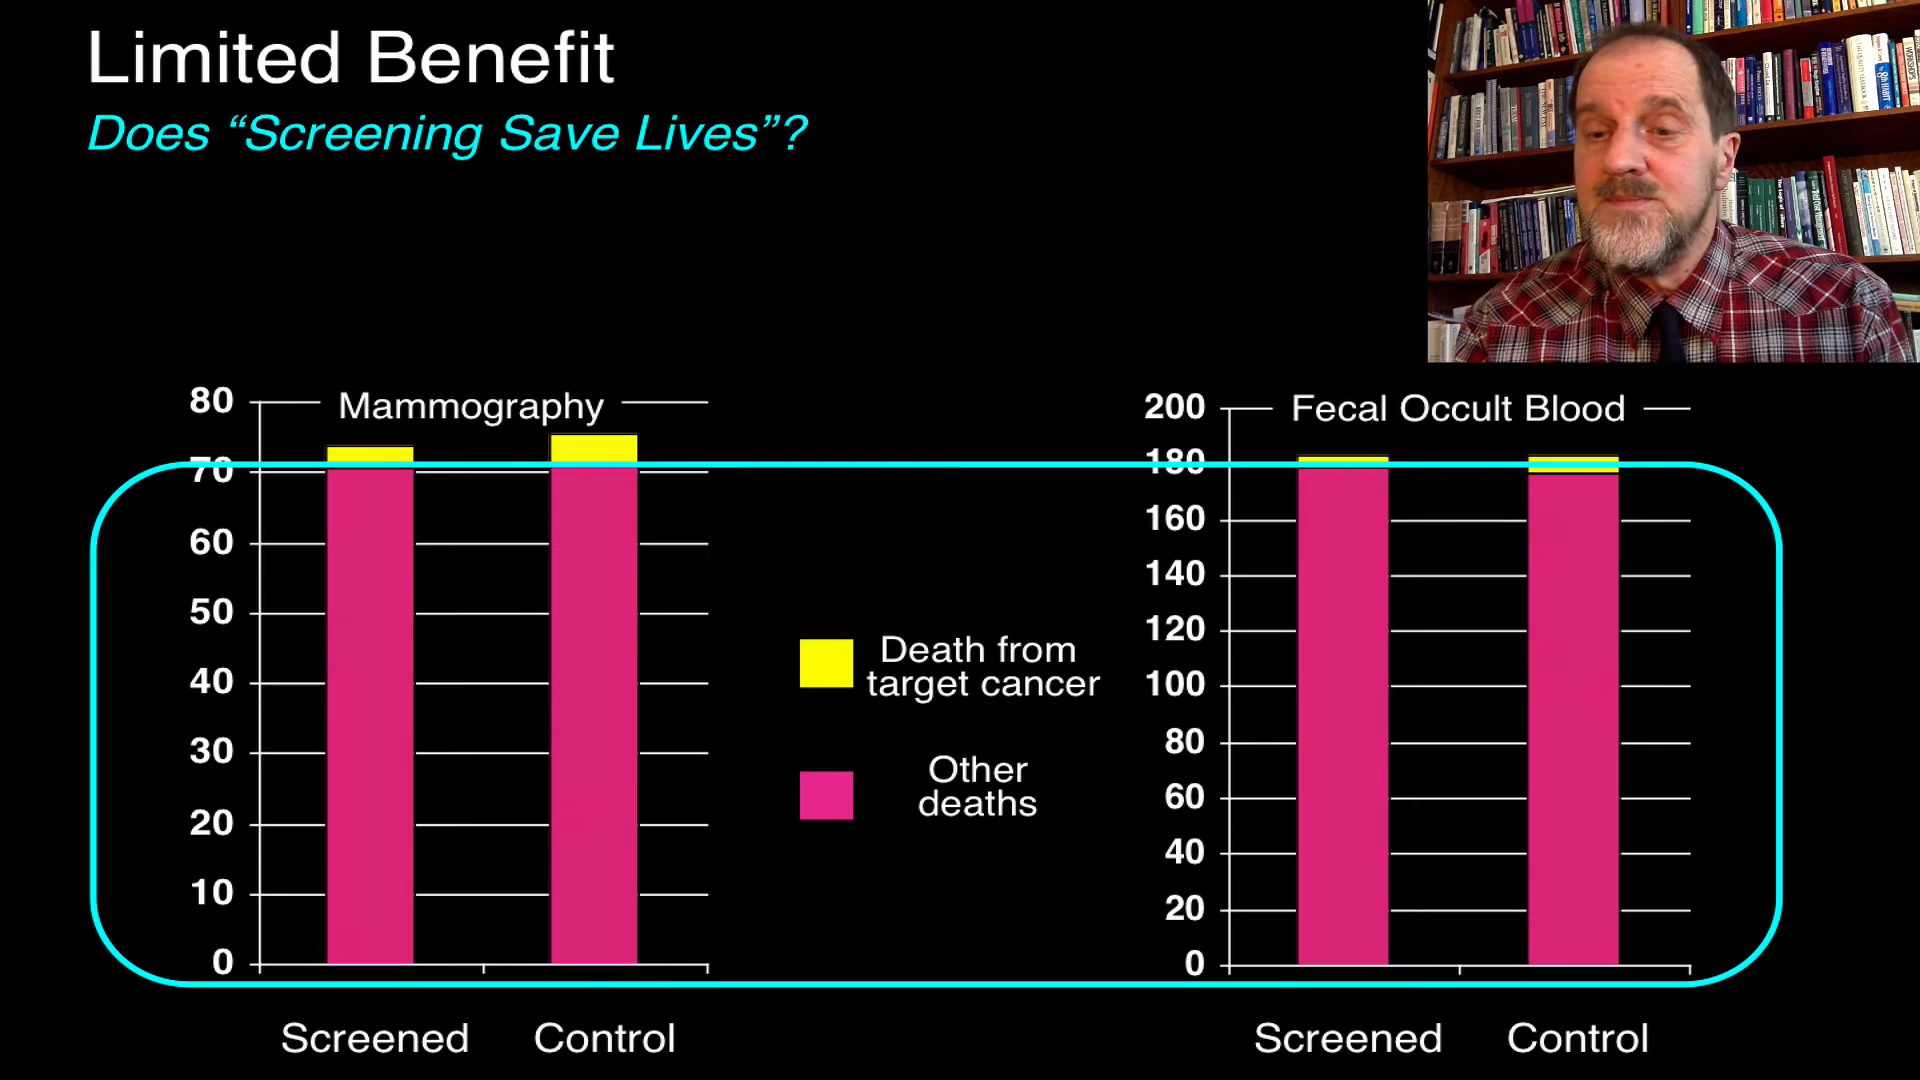 Limited Benefit
Does “Screening Save Lives”?
Mammography
80
70
60
50
40
30
20
10
0
Screened Control
Death from
target cancer
Other
deaths
Fecal Occult Blood
200
180
160
140
120
100
80
60
40
20
0
Screened Control